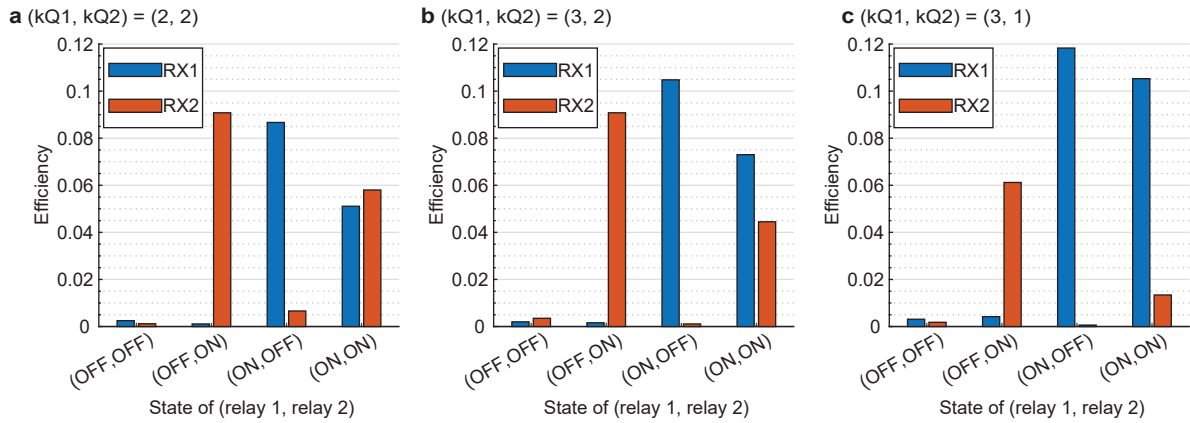 a (kQ1, kQ2) = (2, 2)
0.12
0.1
0.08
0.06
0.04
0.02
0
Efficiency
RX1
RX2
(OFF,OFF)
(OFF,ON)
(ON,OFF)
(ON,ON)
State of (relay 1, relay 2)
b (kQ1, kQ2) = (3, 2)
0.12
0.1
0.08
0.06
0.04
0.02
0
Efficiency
RX1
RX2
(OFF,OFF)
(OFF,ON)
(ON,OFF)
(ON,ON)
State of (relay 1, relay 2)
c (kQ1, kQ2) = (3, 1)
0.12
0.1
0.08
0.06
0.04
0.02
0
Efficiency
RX1
RX2
(OFF,OFF)
(OFF,ON)
(ON,OFF)
(ON,ON)
State of (relay 1, relay 2)